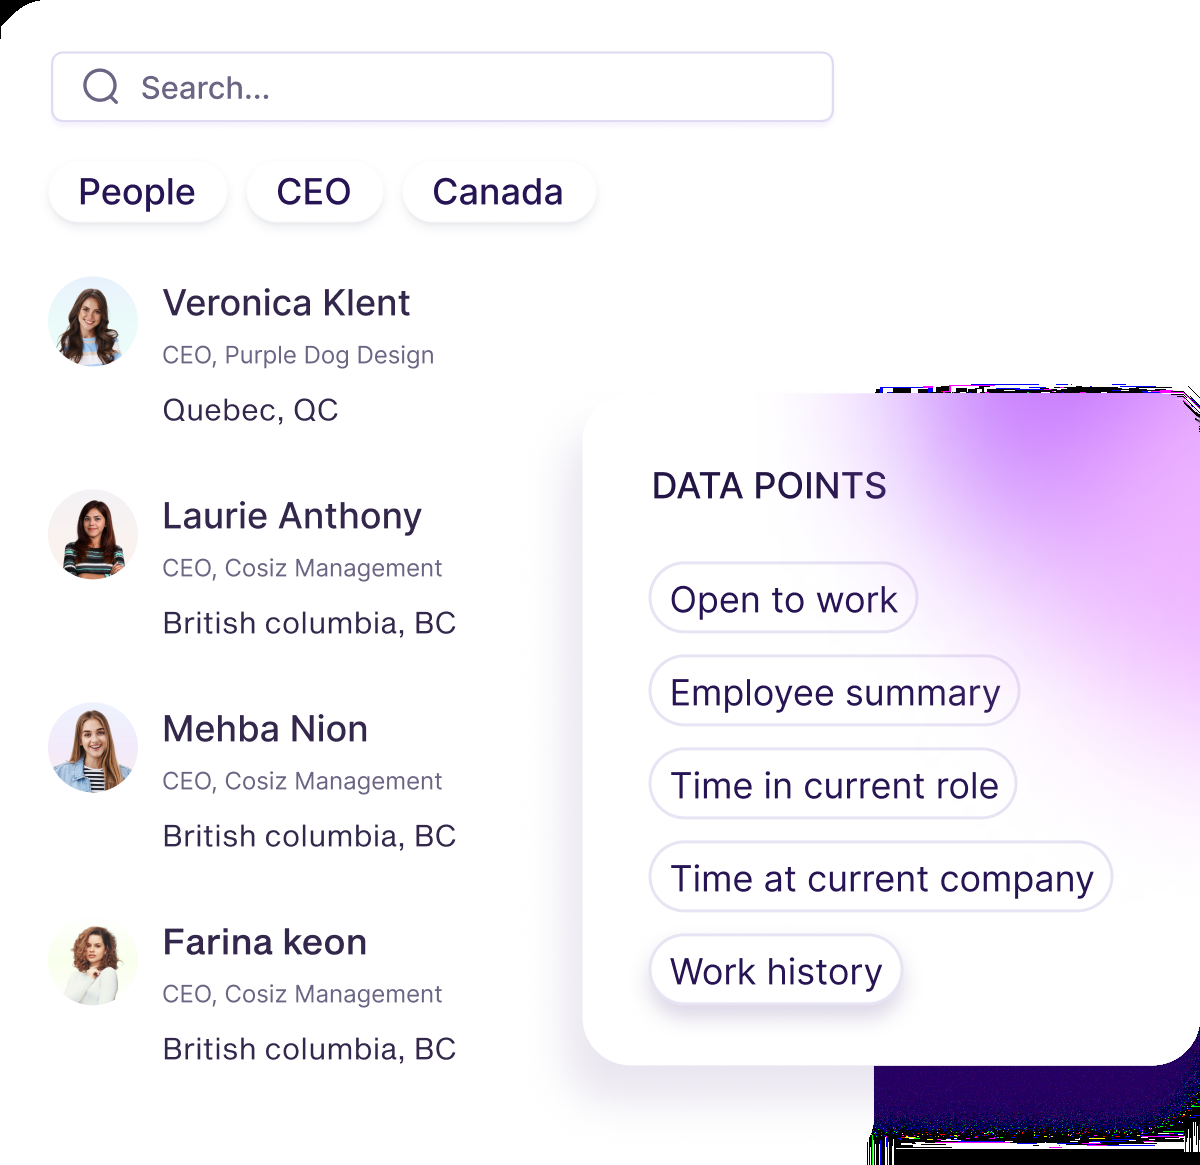 Search...
People CEO Canada
Veronica Klent
CEO, Purple Dog Design
Quebec, QC
Laurie Anthony
CEO, Cosiz Management
British columbia, BC
Mehba Nion
CEO, Cosiz Management
British columbia, BC
Farina keon
CEO, Cosiz Management
British columbia, BC
DATA POINTS
Open to work
Employee summary
Time in current role
Time at current company
Work history